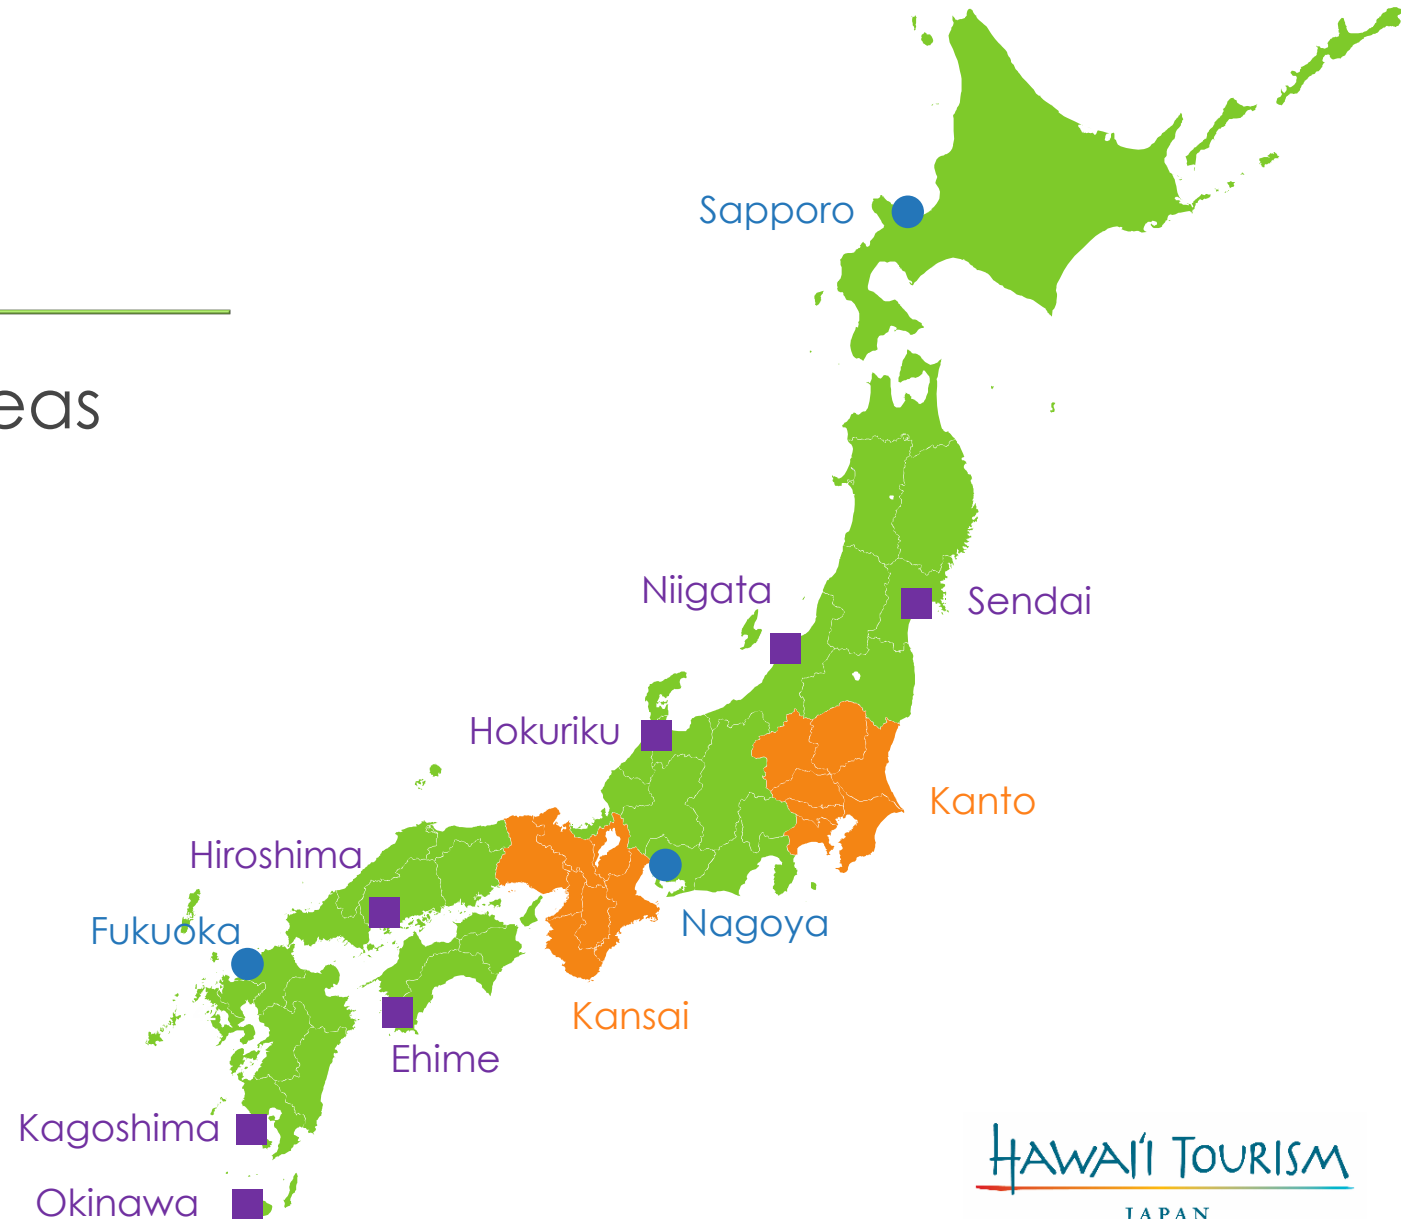 Sapporo
eas
Niigata
Sendai
Hokuriku
Kanto
Hiroshima
Fukuoka
Nagoya
Kansai
Ehime
Kagoshima
Okinawa
HAWAI'I TOURISM
JAPAN